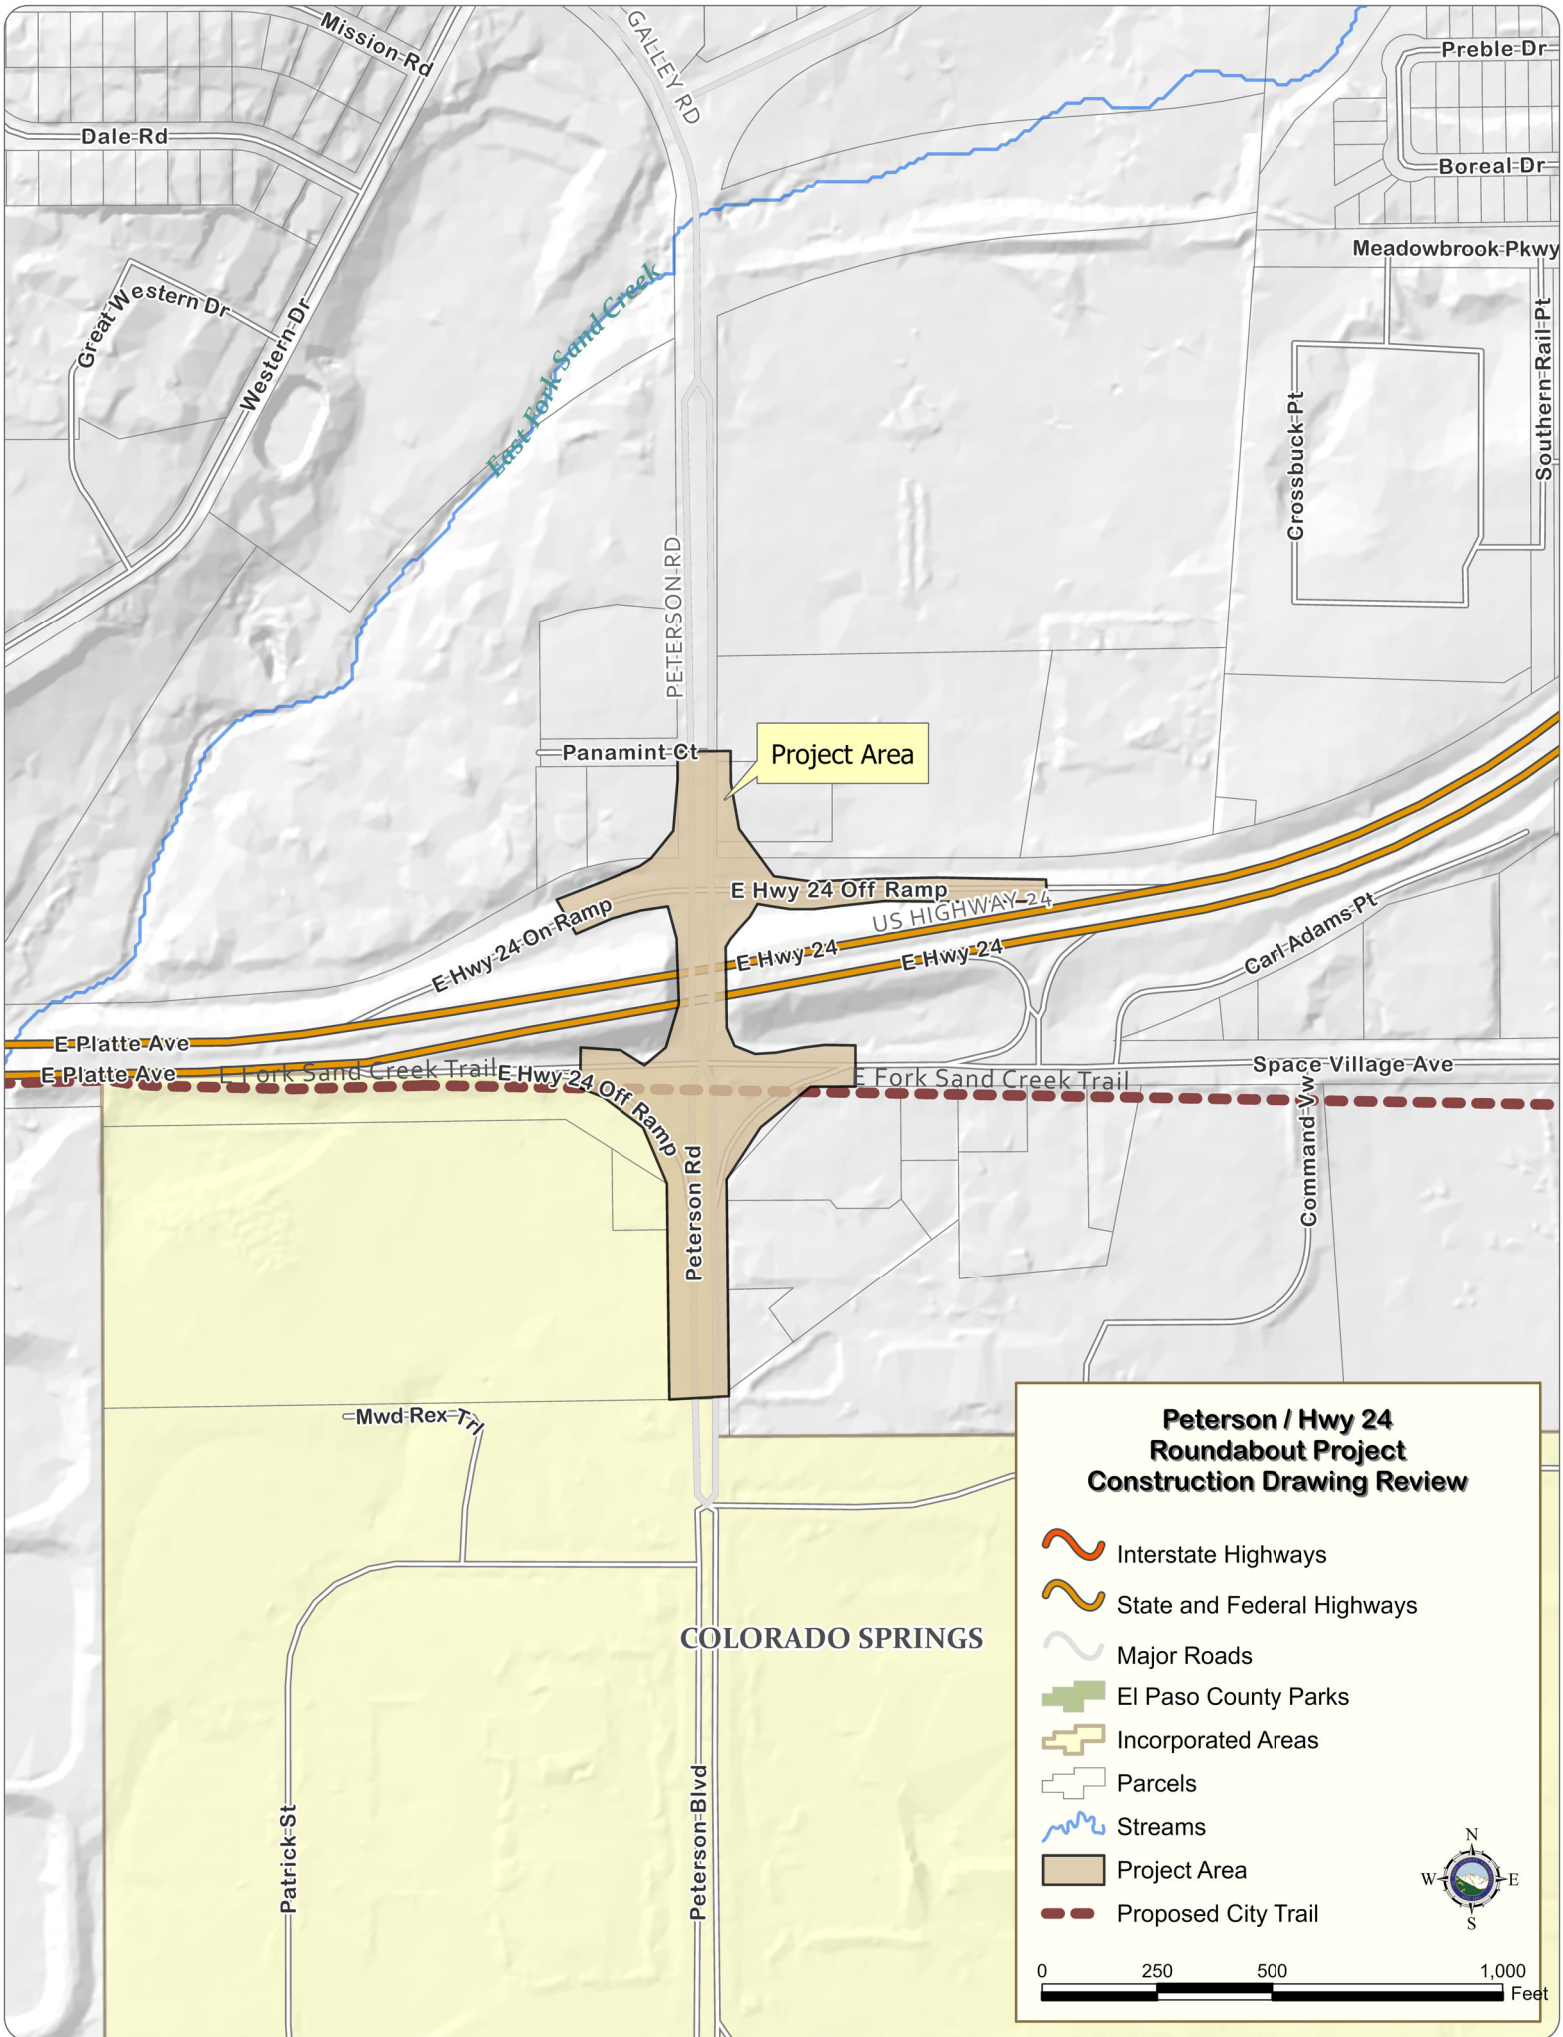 Mission Rd
GALLEY RD
Preble Dr
Dale Rd
Boreal Dr
Meadowbrook Pkwy
Great Western Dr
Western Dr
East Fork Sand Creek
Southern Rail Pt
Crossbuck Pt
PETERSON RD
Panamint Ct
Project Area
E Hwy 24 Off Ramp
US HIGHWAY 24
E Hwy 24 On Ramp
E Hwy 24
E Hwy 24
Carl Adams Pt
E Platte Ave
E Platte Ave
E Fork Sand Creek Trail
E Hwy 24 Off Ramp
E Fork Sand Creek Trail
Space Village Ave
Command Vw
Peterson Rd
Mwd Rex Trl
COLORADO SPRINGS
Patrick St
Peterson Blvd
Peterson / Hwy 24
Roundabout Project
Construction Drawing Review
Interstate Highways
State and Federal Highways
Major Roads
El Paso County Parks
Incorporated Areas
Parcels
Streams
Project Area
Proposed City Trail
N
W E
S
0 250 500 1,000
Feet